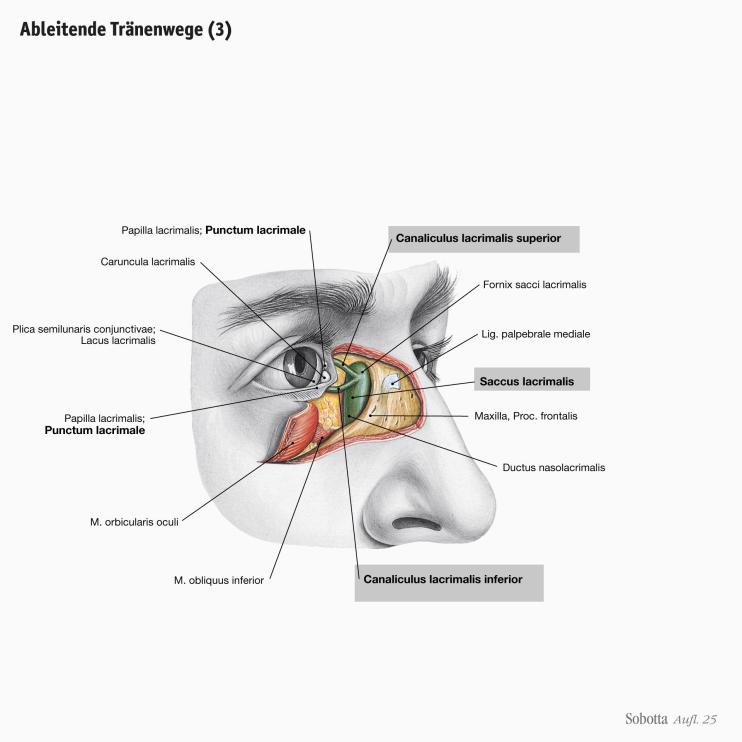 Ableitende Tränenwege (3)
Papilla lacrimalis; Punctum lacrimale
Canaliculus lacrimalis superior
Caruncula lacrimalis
Fornix sacci lacrimalis
Plica semilunaris conjunctivae;
Lacus lacrimalis
Lig. palpebrale mediale
Saccus lacrimalis
Papilla lacrimalis;
Punctum lacrimale
Maxilla, Proc. frontalis
Ductus nasolacrimalis
M. orbicularis oculi
M. obliquus inferior
Canaliculus lacrimalis inferior
Sobotta Aufl. 25